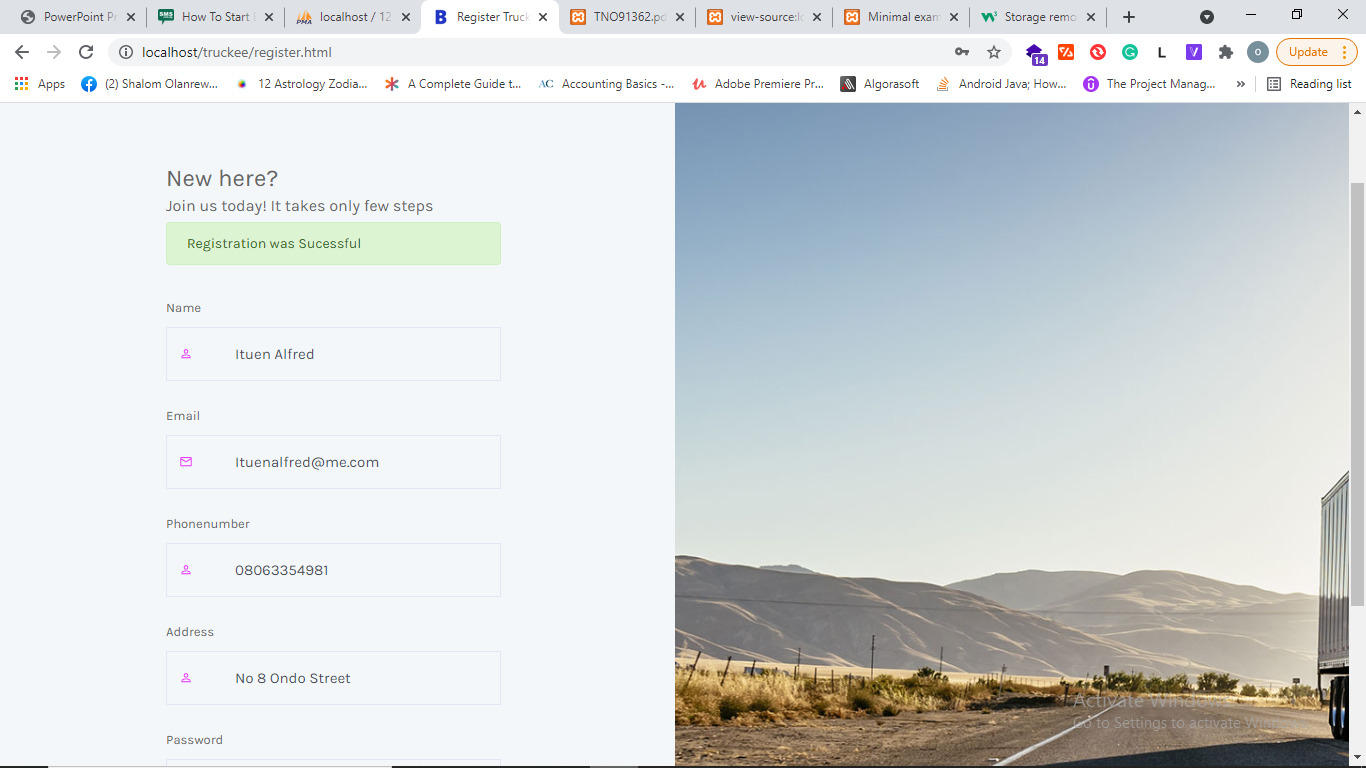 PowerPoint Pr
How To Start B
localhost / 12
Register Truck
TNO91362.pd
view-source:lo
Minimal exam
Storage remo
localhost/truckee/register.html
14
L
o
Update
Apps
(2) Shalom Olanrew...
12 Astrology Zodia...
A Complete Guide t...
AC
Accounting Basics -...
Adobe Premiere Pr...
Algorasoft
Android Java; How...
The Project Manag...
»
Reading list
New here?
Join us today! It takes only few steps
Registration was Sucessful
Name
Ituen Alfred
Email
Ituenalfred@me.com
Phonenumber
08063354981
Address
No 8 Ondo Street
Password
Activate Windows
Go to Settings to activate Windows